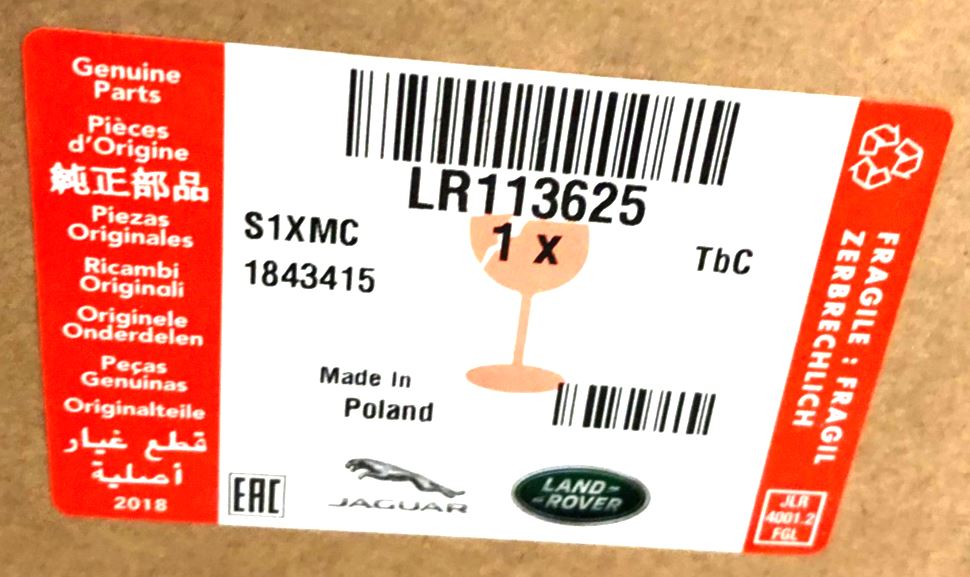 Genuine
Parts
Pièces
d'Origine
純正部品
Piezas
Originales
Ricambi
Originali
Originele
Onderdelen
Peças
Genuinas
Originalteile
قطع غيار
أصلية
2018
LR113625
1 x
S1XMC
1843415
TbC
Made In
Poland
EAC
JAGUAR
LAND-
-ROVER
FRAGILE : FRAGIL
ZERBRECHLICH
JLR
4001.2
FGL